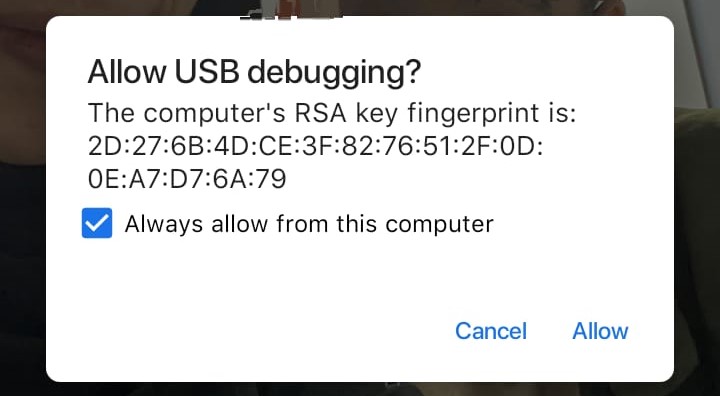 Allow USB debugging?
The computer's RSA key fingerprint is:
2D:27:6B:4D:CE:3F:82:76:51:2F:0D:
0E:A7:D7:6A:79
Always allow from this computer
Cancel Allow